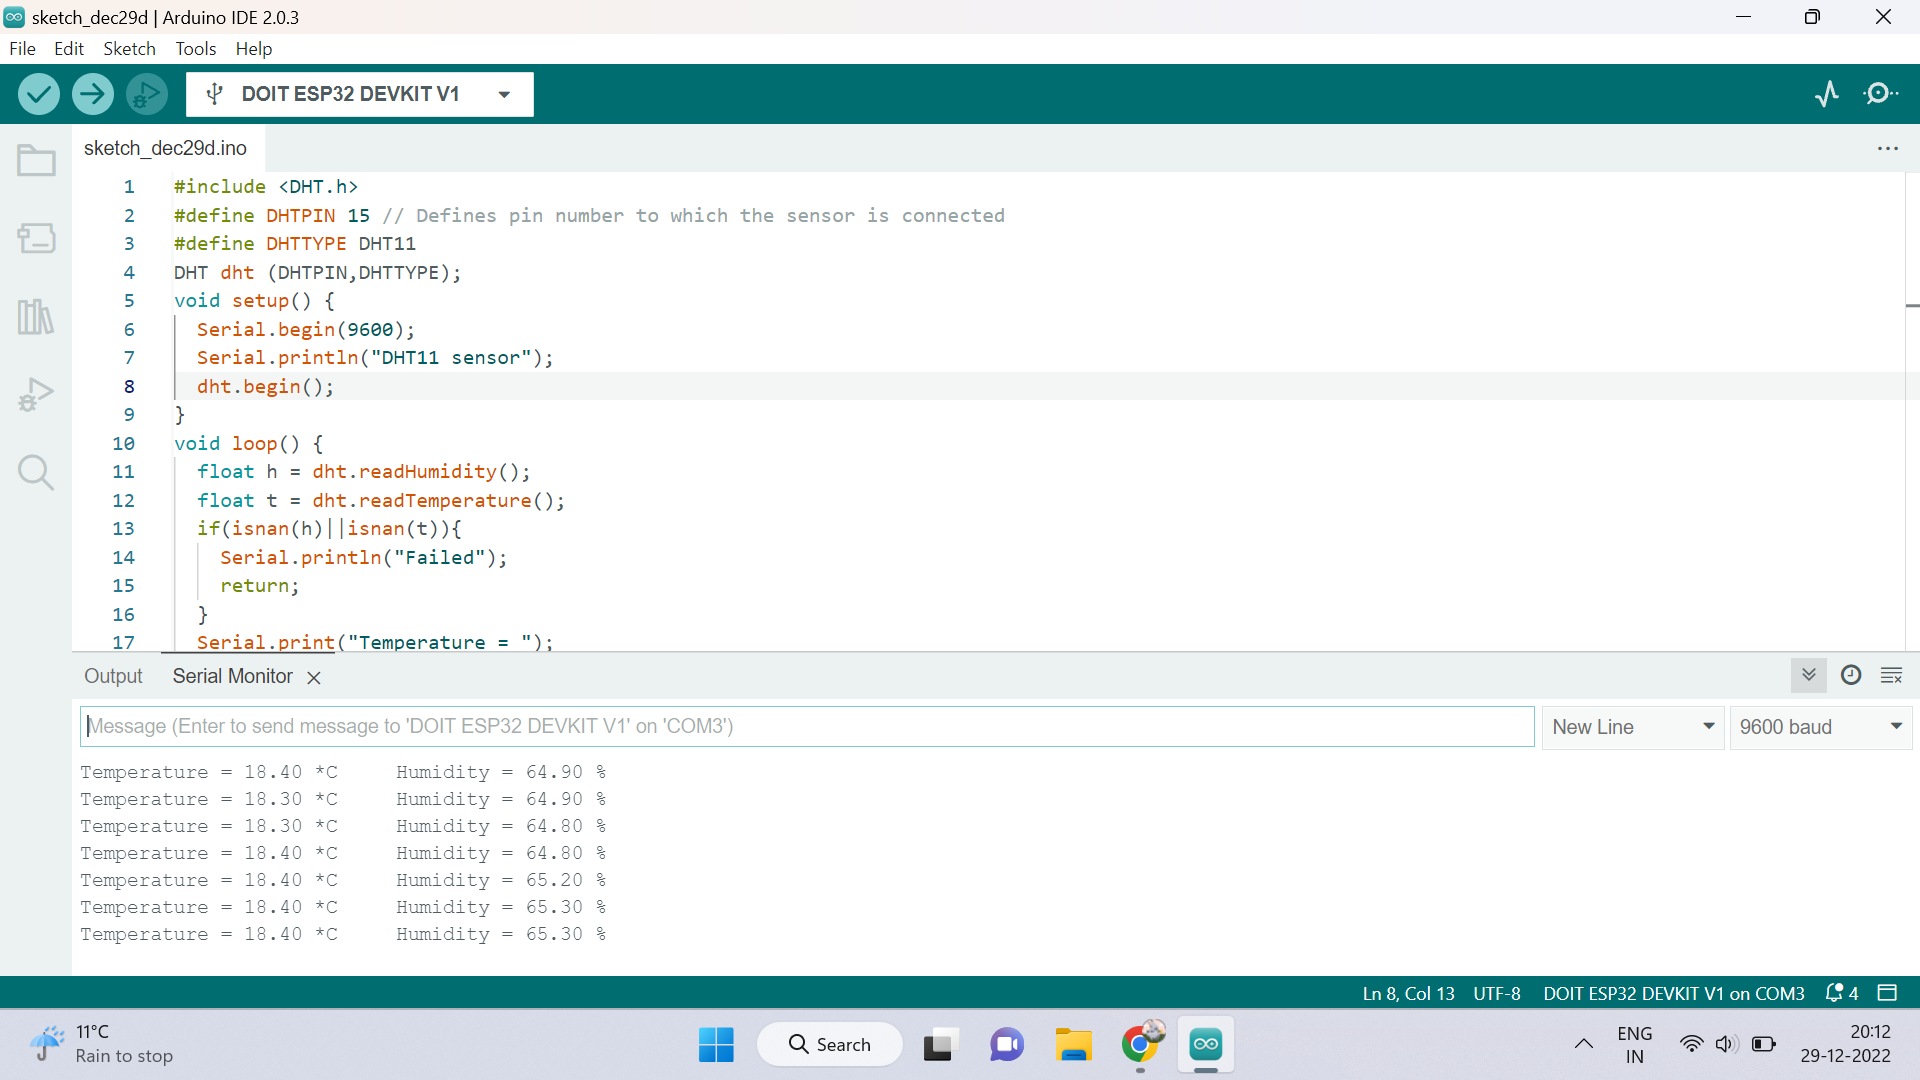 sketch_dec29d | Arduino IDE 2.0.3
File Edit Sketch Tools Help
DOIT ESP32 DEVKIT V1
sketch_dec29d.ino
1 #include <DHT.h>
2 #define DHTPIN 15 // Defines pin number to which the sensor is connected
3 #define DHTTYPE DHT11
4 DHT dht (DHTPIN,DHTTYPE);
5 void setup() {
6 Serial.begin(9600);
7 Serial.println("DHT11 sensor");
8 dht.begin();
9 }
10 void loop() {
11 float h = dht.readHumidity();
12 float t = dht.readTemperature();
13 if(isnan(h)||isnan(t)){
14 Serial.println("Failed");
15 return;
16 }
17 Serial.print("Temperature = ");
Output Serial Monitor
Message (Enter to send message to 'DOIT ESP32 DEVKIT V1' on 'COM3') New Line 9600 baud
Temperature = 18.40 *C Humidity = 64.90 %
Temperature = 18.30 *C Humidity = 64.90 %
Temperature = 18.30 *C Humidity = 64.80 %
Temperature = 18.40 *C Humidity = 64.80 %
Temperature = 18.40 *C Humidity = 65.20 %
Temperature = 18.40 *C Humidity = 65.30 %
Temperature = 18.40 *C Humidity = 65.30 %
Ln 8, Col 13 UTF-8 DOIT ESP32 DEVKIT V1 on COM3 4
11°C
Rain to stop
Search
ENG
IN
20:12
29-12-2022